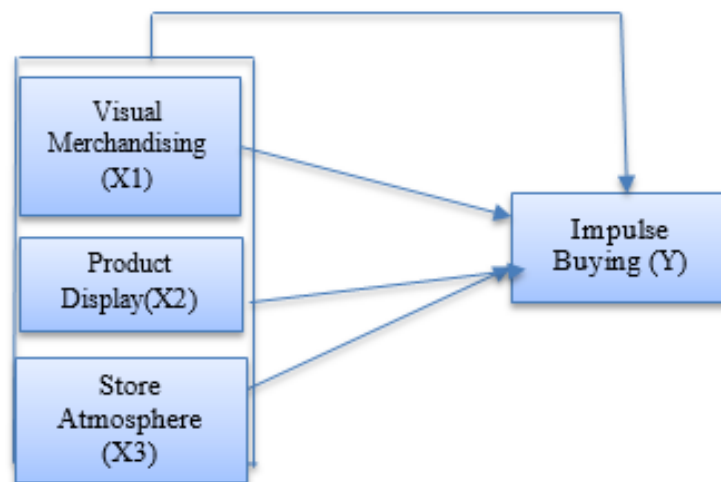 Visual
Merchandising
(X1)
Product
Display(X2)
Store
Atmosphere
(X3)
Impulse
Buying (Y)